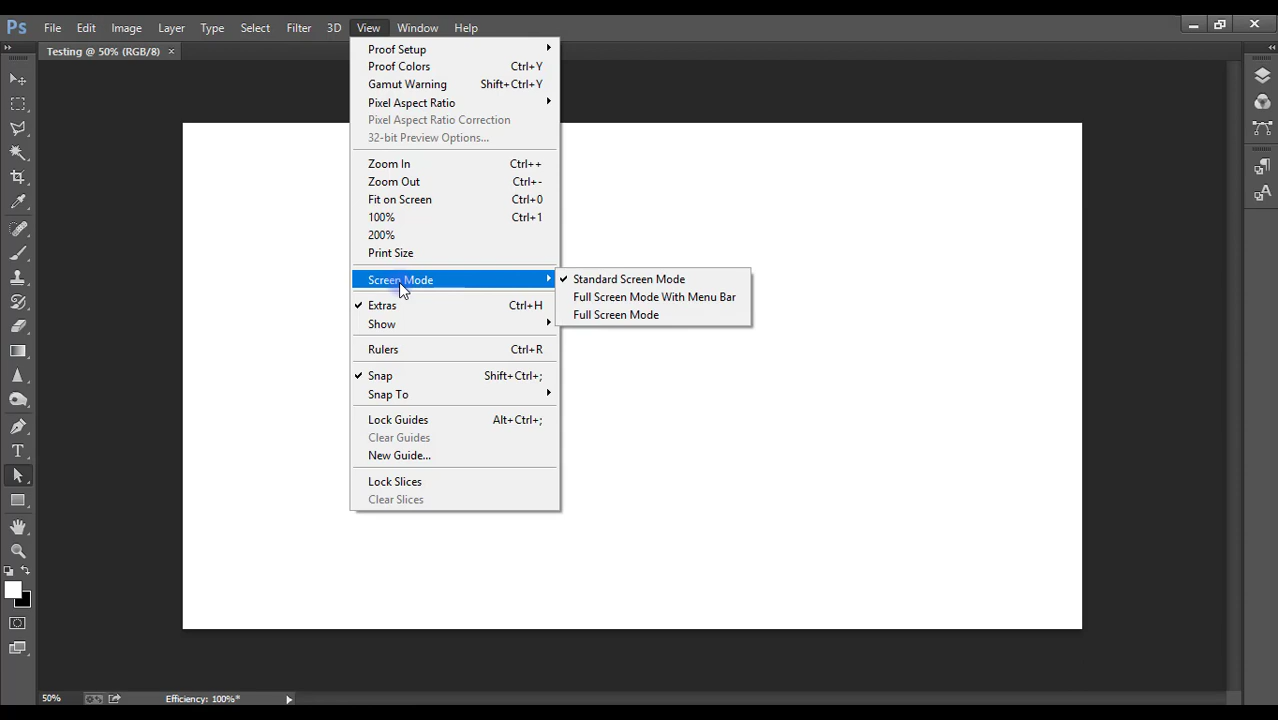 Ps File Edit Image Layer Type Select Filter 3D View Window Help
Testing @ 50% (RGB/8) ×
Proof Setup
Proof Colors Ctrl+Y
Gamut Warning Shift+Ctrl+Y
Pixel Aspect Ratio
Pixel Aspect Ratio Correction
32-bit Preview Options...
Zoom In Ctrl++
Zoom Out Ctrl+-
Fit on Screen Ctrl+0
100% Ctrl+1
200%
Print Size
Screen Mode
Standard Screen Mode
Full Screen Mode With Menu Bar
Full Screen Mode
Extras Ctrl+H
Show
Rulers Ctrl+R
Snap Shift+Ctrl+;
Snap To
Lock Guides Alt+Ctrl+;
Clear Guides
New Guide...
Lock Slices
Clear Slices
50% Efficiency: 100%*